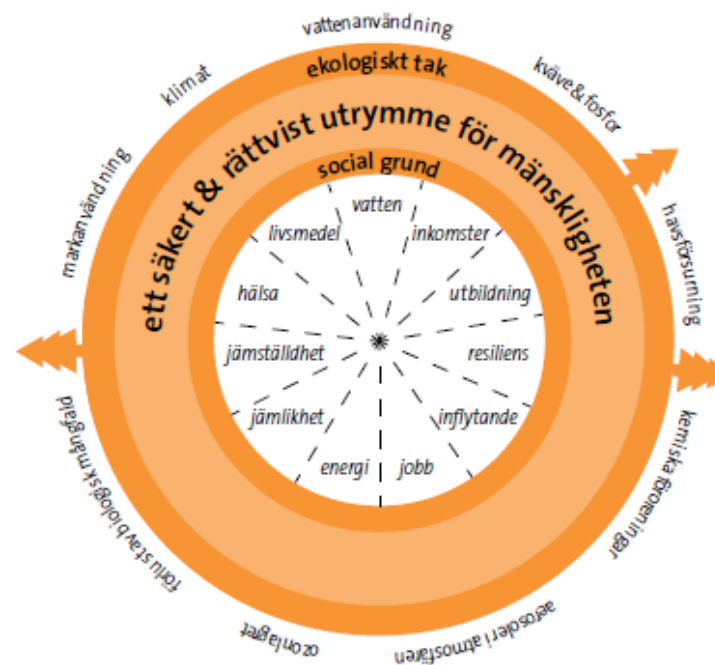 vattenanvändning
kväve & fosfor
havsförsurning
kemiska föroreningar
aerosoler i atmosfären
ozonlagret
förlust av biologisk mångfald
markanvändning
klimat
ekologiskt tak
ett säkert & rättvist utrymme för mänskligheten
social grund
vatten
inkomster
utbildning
resiliens
inflytande
jobb
energi
jämlikhet
jämställdhet
hälsa
livsmedel